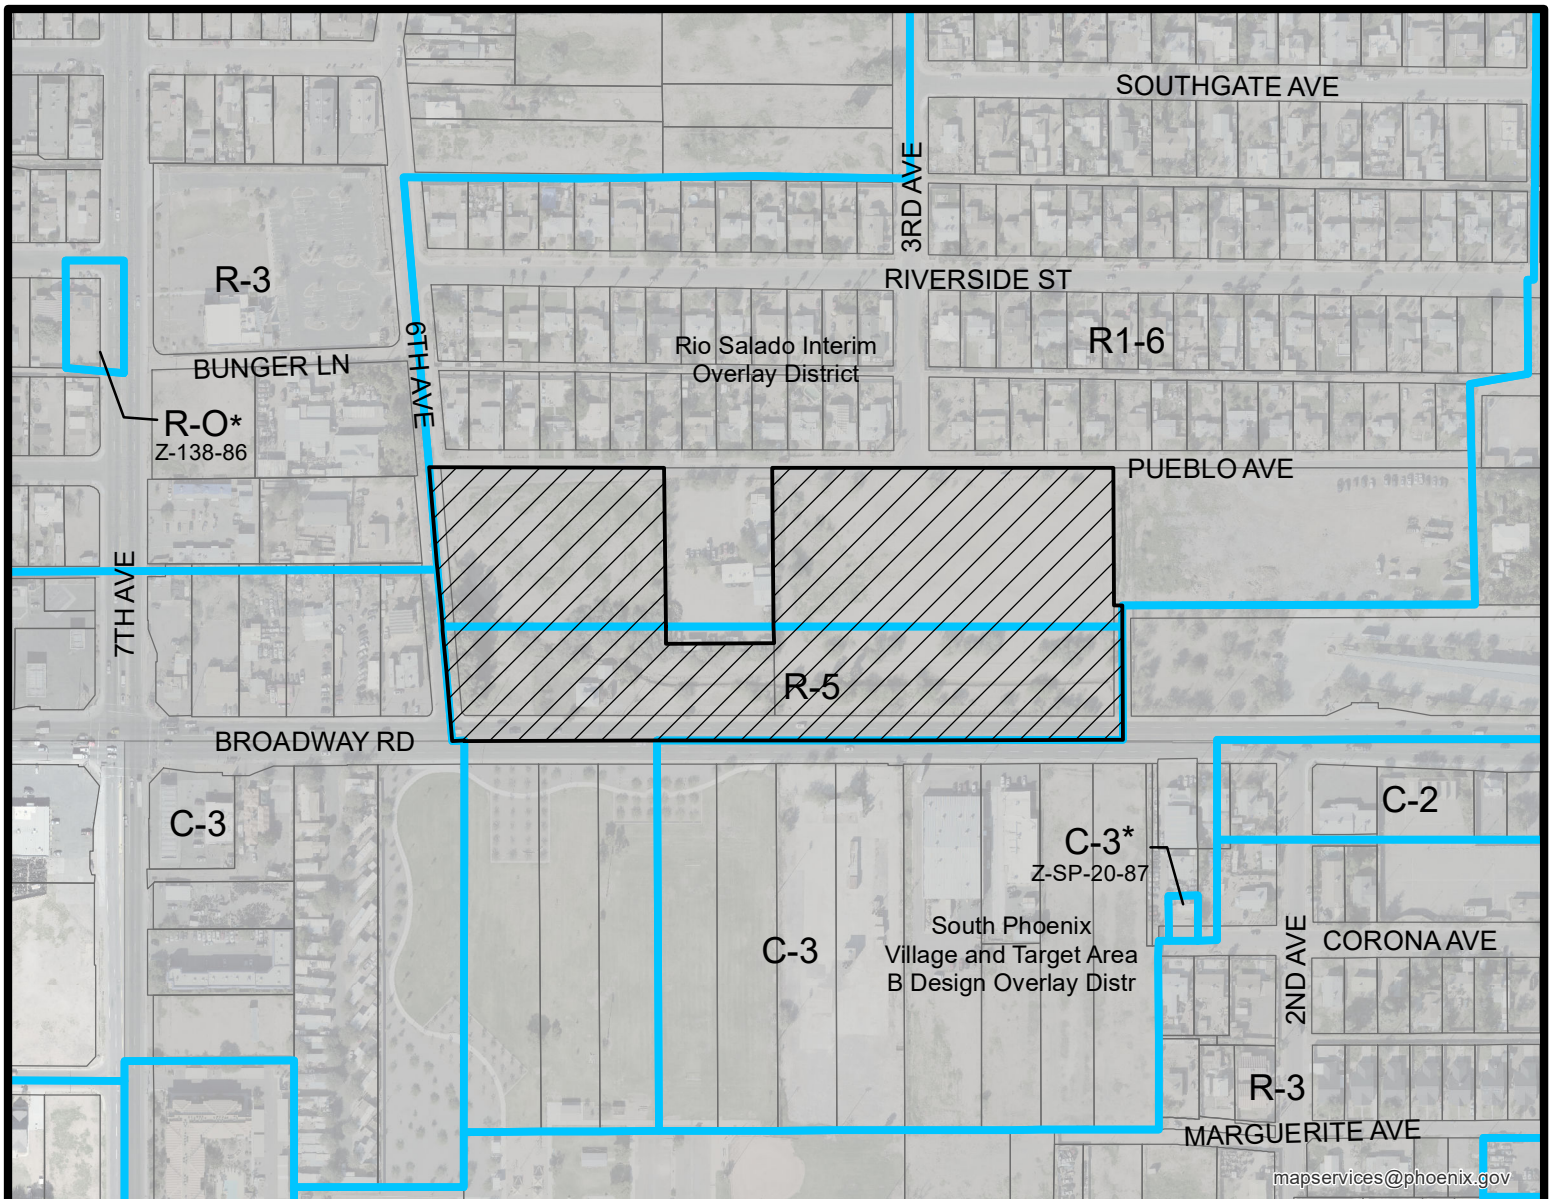 SOUTHGATE AVE
3RD AVE
R-3
RIVERSIDE ST
6TH AVE
Rio Salado Interim
Overlay District
R1-6
BUNGER LN
R-O*
Z-138-86
PUEBLO AVE
7TH AVE
R-5
BROADWAY RD
C-3
C-2
C-3*
Z-SP-20-87
South Phoenix
Village and Target Area
B Design Overlay Distr
C-3
CORONA AVE
2ND AVE
R-3
MARGUERITE AVE
mapservices@phoenix.gov